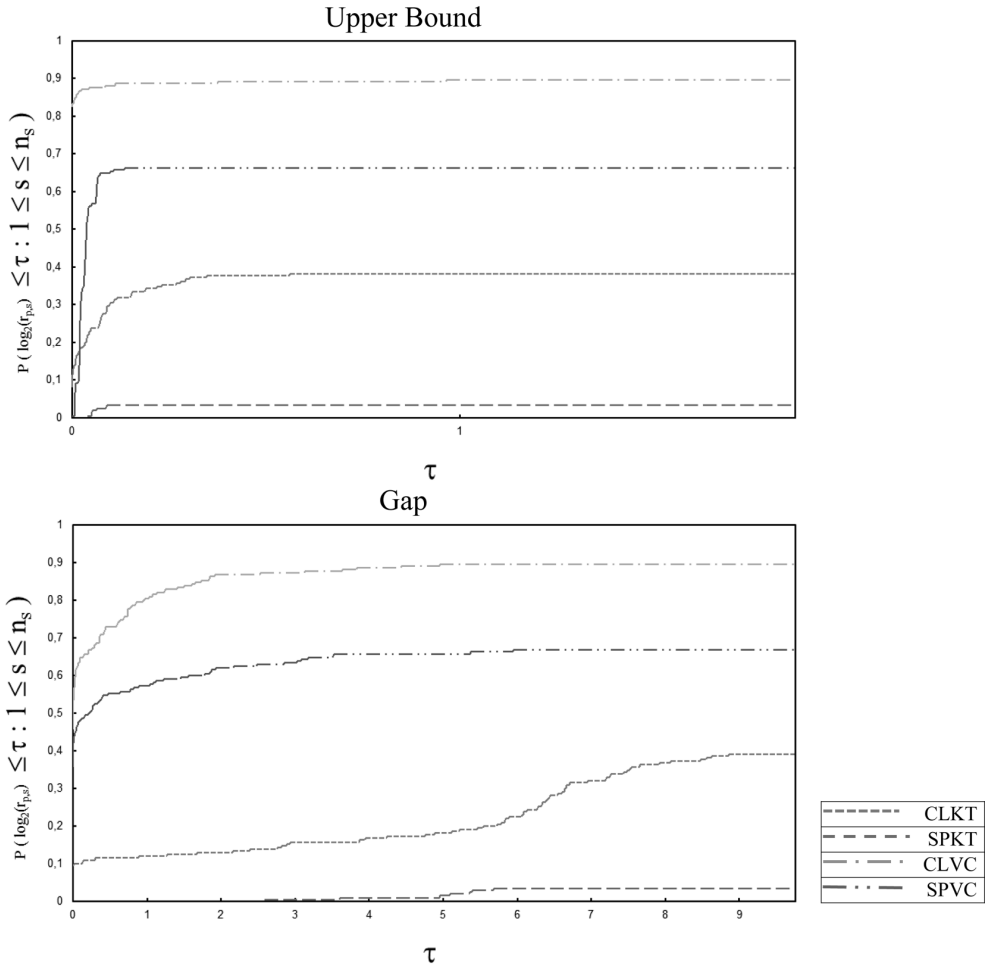 Upper Bound
P ( log2(rp,s) ≤ τ : 1 ≤ s ≤ ns )
1
0,9
0,8
0,7
0,6
0,5
0,4
0,3
0,2
0,1
0
0 1
τ
Gap
P ( log2(rp,s) ≤ τ : 1 ≤ s ≤ ns )
1
0,9
0,8
0,7
0,6
0,5
0,4
0,3
0,2
0,1
0
0 1 2 3 4 5 6 7 8 9
τ
CLKT
SPKT
CLVC
SPVC